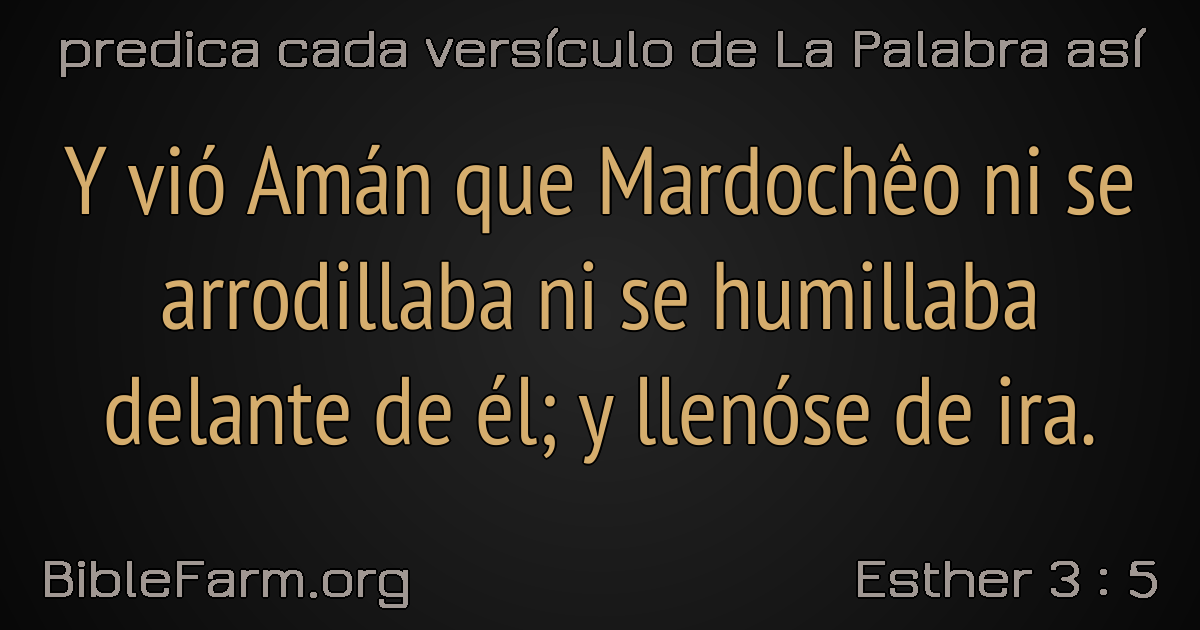 predica cada versículo de La Palabra así
Y vió Amán que Mardochêo ni se
arrodillaba ni se humillaba
delante de él; y llenóse de ira.
BibleFarm.org
Esther 3 : 5